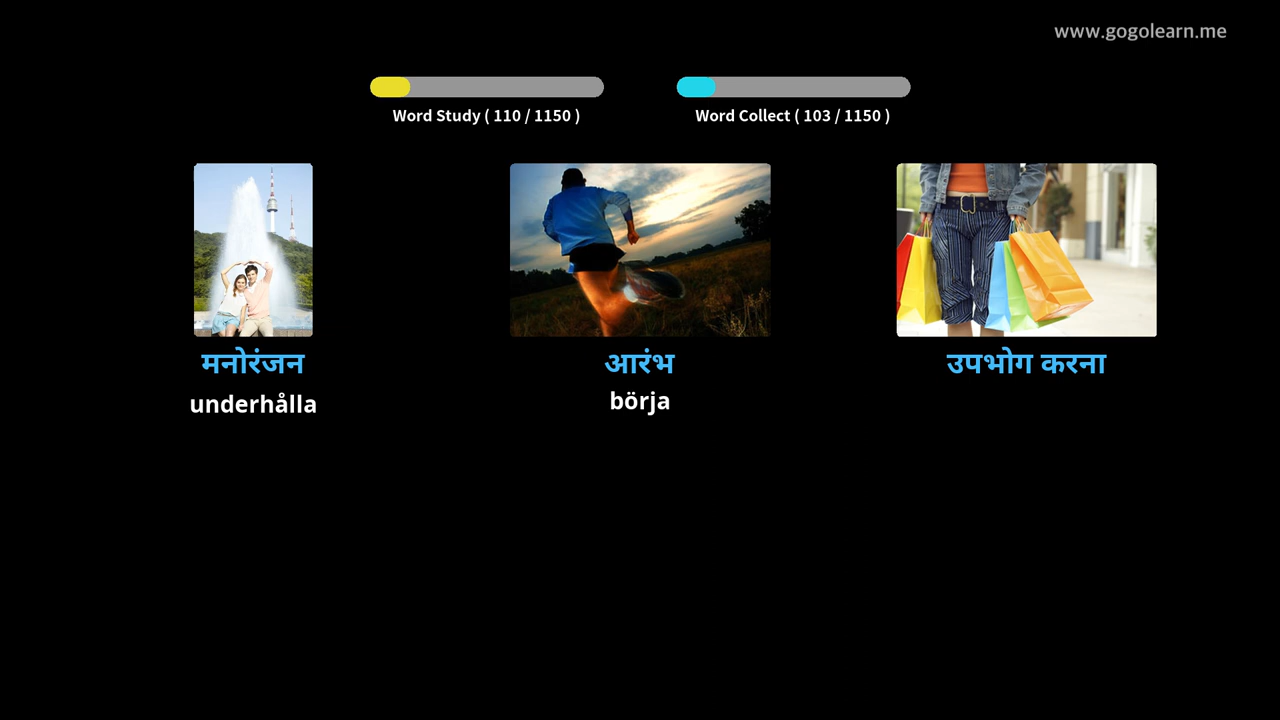 www.gogolearn.me
Word Study ( 110 / 1150 )
Word Collect ( 103 / 1150 )
मनोरंजन
आरंभ
उपभोग करना
underhålla
börja